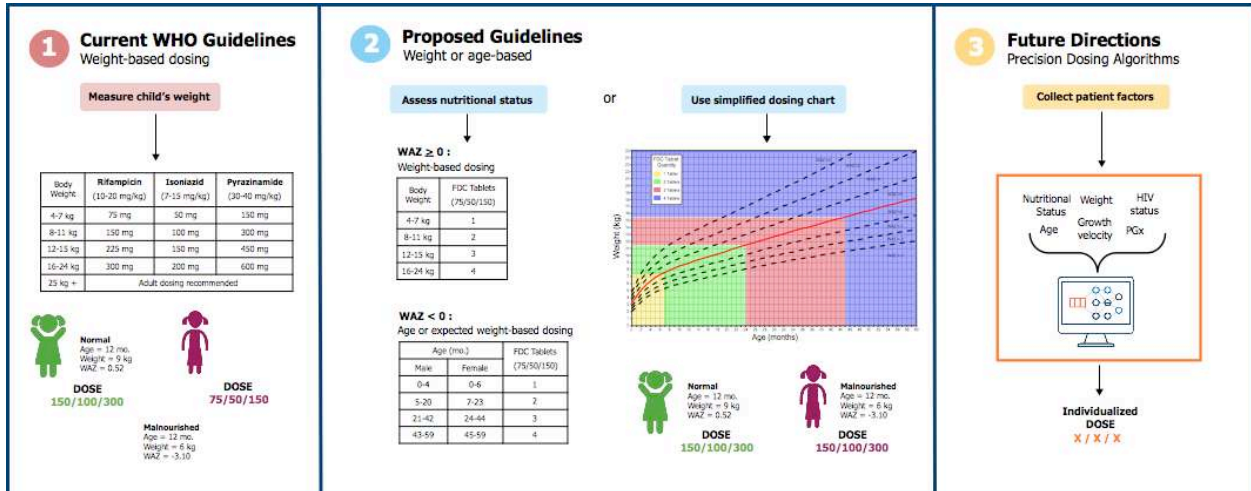 1
Current WHO Guidelines
Weight-based dosing
Measure child's weight
Body Weight | Rifampicin (10-20 mg/kg) | Isoniazid (7-15 mg/kg) | Pyrazinamide (30-40 mg/kg)
4-7 kg | 75 mg | 50 mg | 150 mg
8-11 kg | 150 mg | 100 mg | 300 mg
12-15 kg | 225 mg | 150 mg | 450 mg
16-24 kg | 300 mg | 200 mg | 600 mg
25 kg + | Adult dosing recommended
Normal
Age = 12 mo.
Weight = 9 kg
WAZ = 0.52
DOSE
150/100/300
DOSE
75/50/150
Malnourished
Age = 12 mo.
Weight = 6 kg
WAZ = -3.10
2
Proposed Guidelines
Weight or age-based
Assess nutritional status
or
Use simplified dosing chart
WAZ ≥ 0 :
Weight-based dosing
Body Weight | FDC Tablets (75/50/150)
4-7 kg | 1
8-11 kg | 2
12-15 kg | 3
16-24 kg | 4
WAZ < 0 :
Age or expected weight-based dosing
Age (mo.) | FDC Tablets (75/50/150)
Male | Female
0-4 | 0-6 | 1
5-20 | 7-23 | 2
21-42 | 24-44 | 3
43-59 | 45-59 | 4
FDC Tablet
Quantity
Weight (kg)
Age (months)
Normal
Age = 12 mo.
Weight = 9 kg
WAZ = 0.52
DOSE
150/100/300
Malnourished
Age = 12 mo.
Weight = 6 kg
WAZ = -3.10
DOSE
150/100/300
3
Future Directions
Precision Dosing Algorithms
Collect patient factors
Nutritional Status
Weight
HIV status
Age
Growth velocity
PGx
Individualized
DOSE
X / X / X